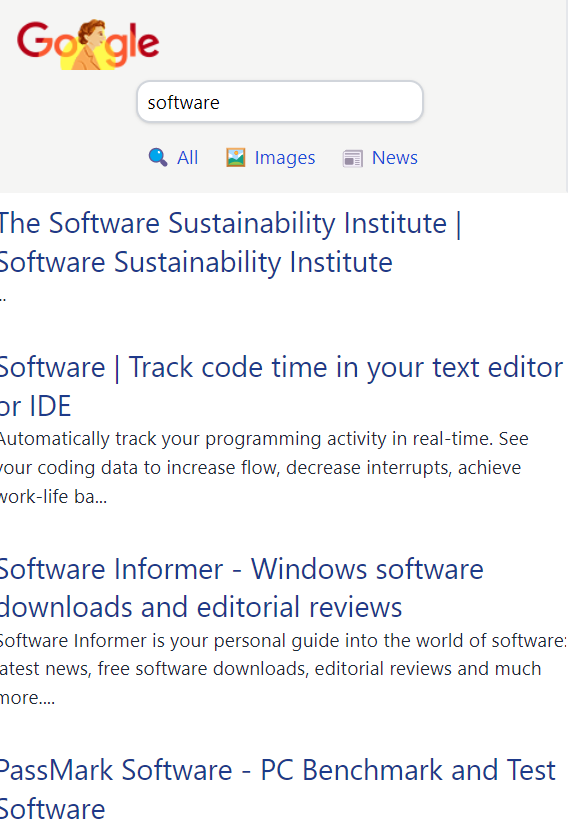 Google
software
All Images News
The Software Sustainability Institute |
Software Sustainability Institute
..
Software | Track code time in your text editor
or IDE
Automatically track your programming activity in real-time. See
your coding data to increase flow, decrease interrupts, achieve
work-life ba...
Software Informer - Windows software
downloads and editorial reviews
Software Informer is your personal guide into the world of software:
latest news, free software downloads, editorial reviews and much
more....
PassMark Software - PC Benchmark and Test
Software